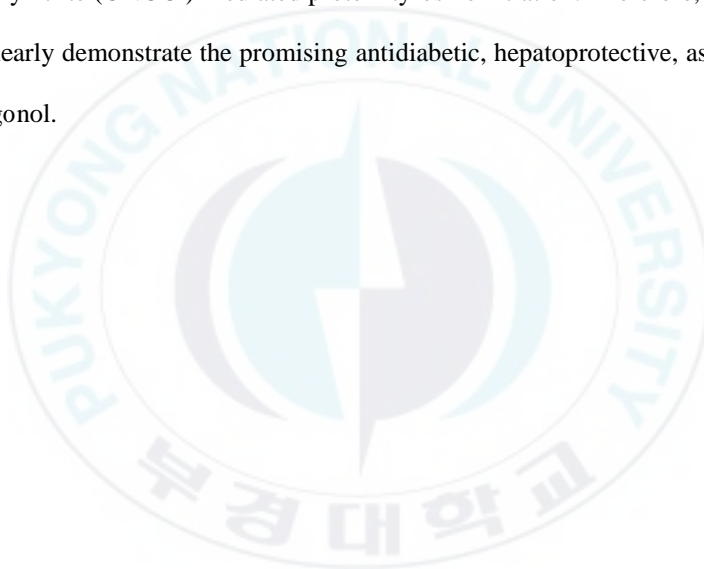 early demonstrate the promising antidiabetic, hepatoprotective, as
gonol.
PUKYONG NATIONAL UNIVERSITY
부경대학교